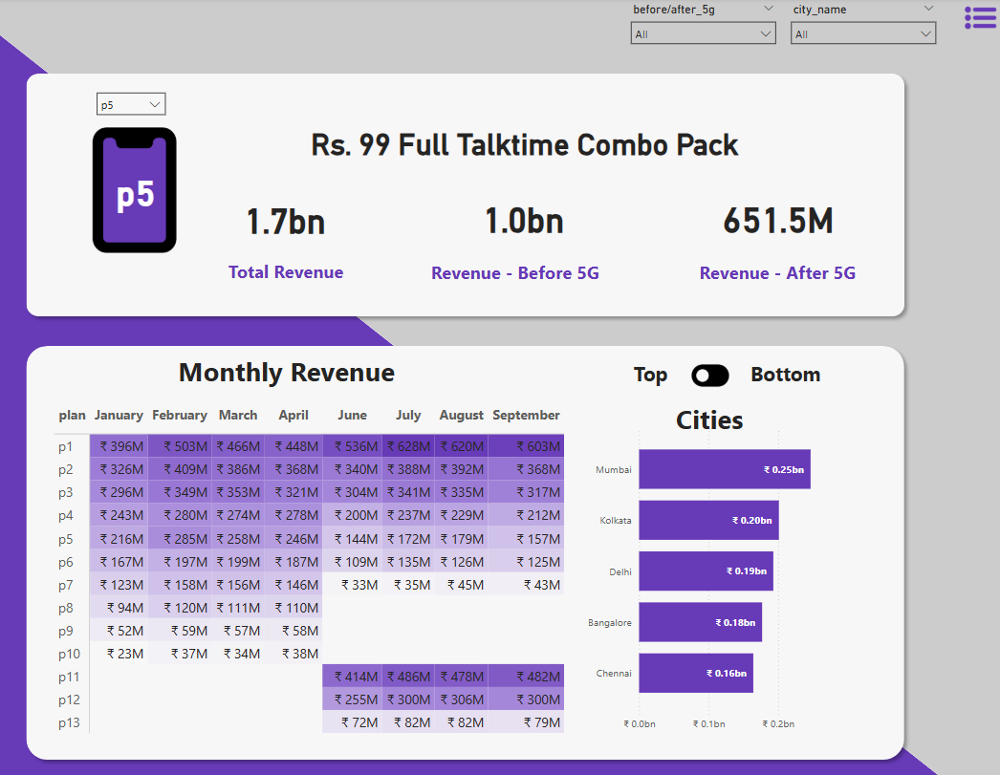 before/after_5g city_name
All All
p5
p5
Rs. 99 Full Talktime Combo Pack
1.7bn 1.0bn 651.5M
Total Revenue Revenue - Before 5G Revenue - After 5G
Monthly Revenue
plan January February March April June July August September
p1 ₹ 396M ₹ 503M ₹ 466M ₹ 448M ₹ 536M ₹ 628M ₹ 620M ₹ 603M
p2 ₹ 326M ₹ 409M ₹ 386M ₹ 368M ₹ 340M ₹ 388M ₹ 392M ₹ 368M
p3 ₹ 296M ₹ 349M ₹ 353M ₹ 321M ₹ 304M ₹ 341M ₹ 335M ₹ 317M
p4 ₹ 243M ₹ 280M ₹ 274M ₹ 278M ₹ 200M ₹ 237M ₹ 229M ₹ 212M
p5 ₹ 216M ₹ 285M ₹ 258M ₹ 246M ₹ 144M ₹ 172M ₹ 179M ₹ 157M
p6 ₹ 167M ₹ 197M ₹ 199M ₹ 187M ₹ 109M ₹ 135M ₹ 126M ₹ 125M
p7 ₹ 123M ₹ 158M ₹ 156M ₹ 146M ₹ 33M ₹ 35M ₹ 45M ₹ 43M
p8 ₹ 94M ₹ 120M ₹ 111M ₹ 110M
p9 ₹ 52M ₹ 59M ₹ 57M ₹ 58M
p10 ₹ 23M ₹ 37M ₹ 34M ₹ 38M
p11 ₹ 414M ₹ 486M ₹ 478M ₹ 482M
p12 ₹ 255M ₹ 300M ₹ 306M ₹ 300M
p13 ₹ 72M ₹ 82M ₹ 82M ₹ 79M
Top Bottom
Cities
Mumbai ₹ 0.25bn
Kolkata ₹ 0.20bn
Delhi ₹ 0.19bn
Bangalore ₹ 0.18bn
Chennai ₹ 0.16bn
₹ 0.0bn ₹ 0.1bn ₹ 0.2bn